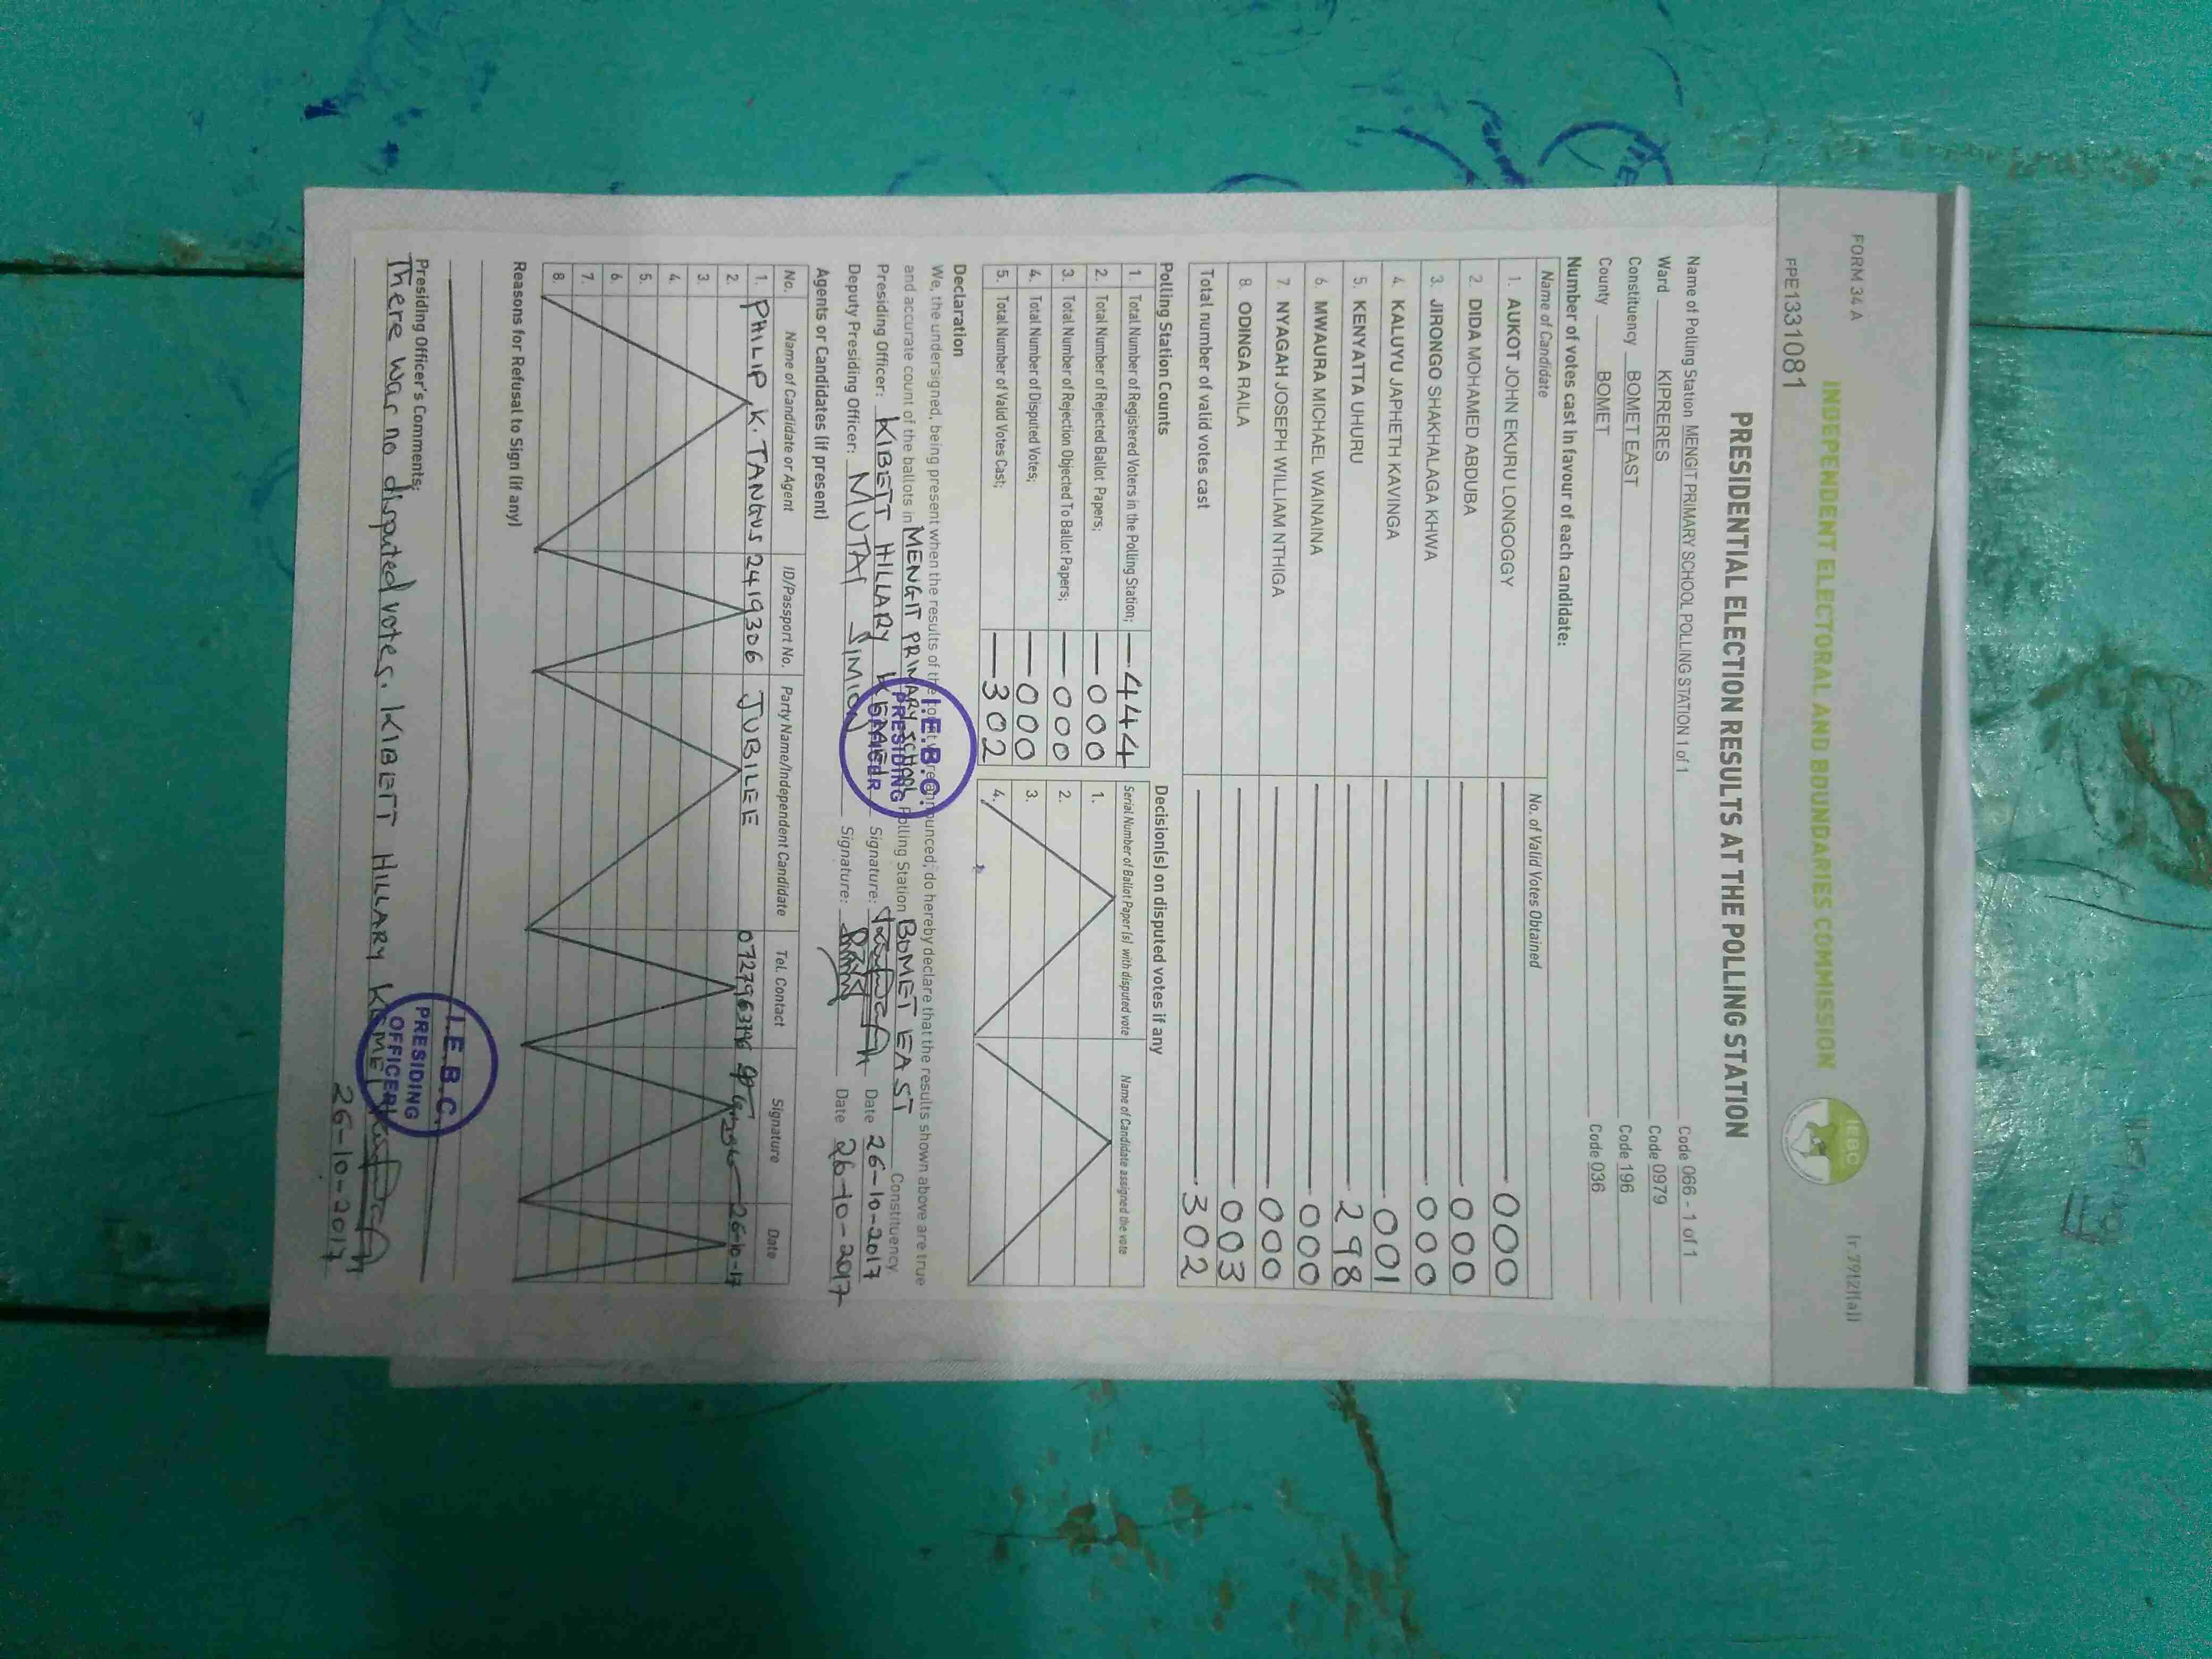 FORM 34 A
Ir.79(2)(a)
INDEPENDENT ELECTORAL AND BOUNDARIES COMMISSION
IEBC
FPE1331081
PRESIDENTIAL ELECTION RESULTS AT THE POLLING STATION
Name of Polling Station MENGIT PRIMARY SCHOOL POLLING STATION 1 of 1 Code 066 - 1 of 1
Ward KIPRERES Code 0979
Constituency BOMET EAST Code 196
County BOMET Code 036
Number of votes cast in favour of each candidate:
Name of Candidate No. of Valid Votes Obtained
1. AUKOT JOHN EKURU LONGOGGY 000
2. DIDA MOHAMED ABDUBA 000
3. JIRONGO SHAKHALAGA KHWA 000
4. KALUYU JAPHETH KAVINGA 001
5. KENYATTA UHURU 298
6. MWAURA MICHAEL WAINAINA 000
7. NYAGAH JOSEPH WILLIAM NTHIGA 000
8. ODINGA RAILA 003
Total number of valid votes cast 302
Polling Station Counts
1. Total Number of Registered Voters in the Polling Station; 444
2. Total Number of Rejected Ballot Papers; 000
3. Total Number of Rejection Objected To Ballot Papers; 000
4. Total Number of Disputed Votes; 000
5. Total Number of Valid Votes Cast; 302
Decision(s) on disputed votes if any
Serial Number of Ballot Paper (s) with disputed vote Name of Candidate assigned the vote
1.
2.
3.
4.
Declaration
We, the undersigned, being present when the results of the announced, do hereby declare that the results shown above are true
and accurate count of the ballots in MENGIT PRIMARY SCHOOL Polling Station BOMET EAST Constituency
Presiding Officer: KIBETT HILLARY Signature: Date 26-10-2017
Deputy Presiding Officer: MUTAI SIMION Signature: Date 26-10-2017
I.E.B.C.
PRESIDING
OFFICER
Agents or Candidates (if present)
No. Name of Candidate or Agent ID/Passport No. Party Name/Independent Candidate Tel. Contact Signature Date
1. PHILIP K. TANGUS 2419306 JUBILEE 0727963796 26-10-17
2.
3.
4.
5.
6.
7.
8.
Reasons for Refusal to Sign (if any)
Presiding Officer's Comments;
There was no disputed votes. KIBETT HILLARY
26-10-2017
I.E.B.C.
PRESIDING
OFFICER